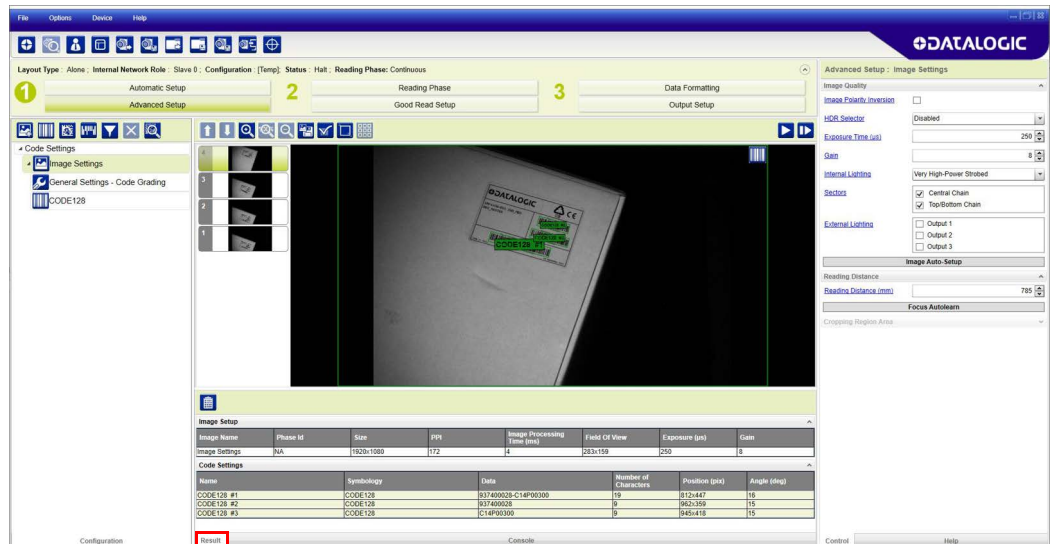 File Options Device Help
DATALOGIC
Layout Type : Alone ; Internal Network Role : Slave 0 ; Configuration : [Temp]; Status : Halt ; Reading Phase: Continuous
1 Automatic Setup 2 Reading Phase 3 Data Formatting
Advanced Setup Good Read Setup Output Setup
Code Settings
Image Settings
General Settings - Code Grading
CODE128
4
3
2
1
DATALOGIC
CE
CODE128 #1
Image Setup
Image Name Phase Id Size PPI Image Processing Time (ms) Field Of View Exposure (µs) Gain
Image Settings NA 1920x1080 172 4 283x159 250 8
Code Settings
Name Symbology Data Number of Characters Position (pix) Angle (deg)
CODE128 #1 CODE128 937400028-C14P00300 19 812x447 16
CODE128 #2 CODE128 937400028 9 962x359 15
CODE128 #3 CODE128 C14P00300 9 945x418 15
Configuration Result Console
Advanced Setup : Image Settings
Image Quality
Image Polarity Inversion
HDR Selector Disabled
Exposure Time (µs) 250
Gain 8
Internal Lighting Very High-Power Strobed
Sectors Central Chain
Top/Bottom Chain
External Lighting Output 1
Output 2
Output 3
Image Auto-Setup
Reading Distance
Reading Distance (mm) 785
Focus Autolearn
Cropping Region Area
Control Help